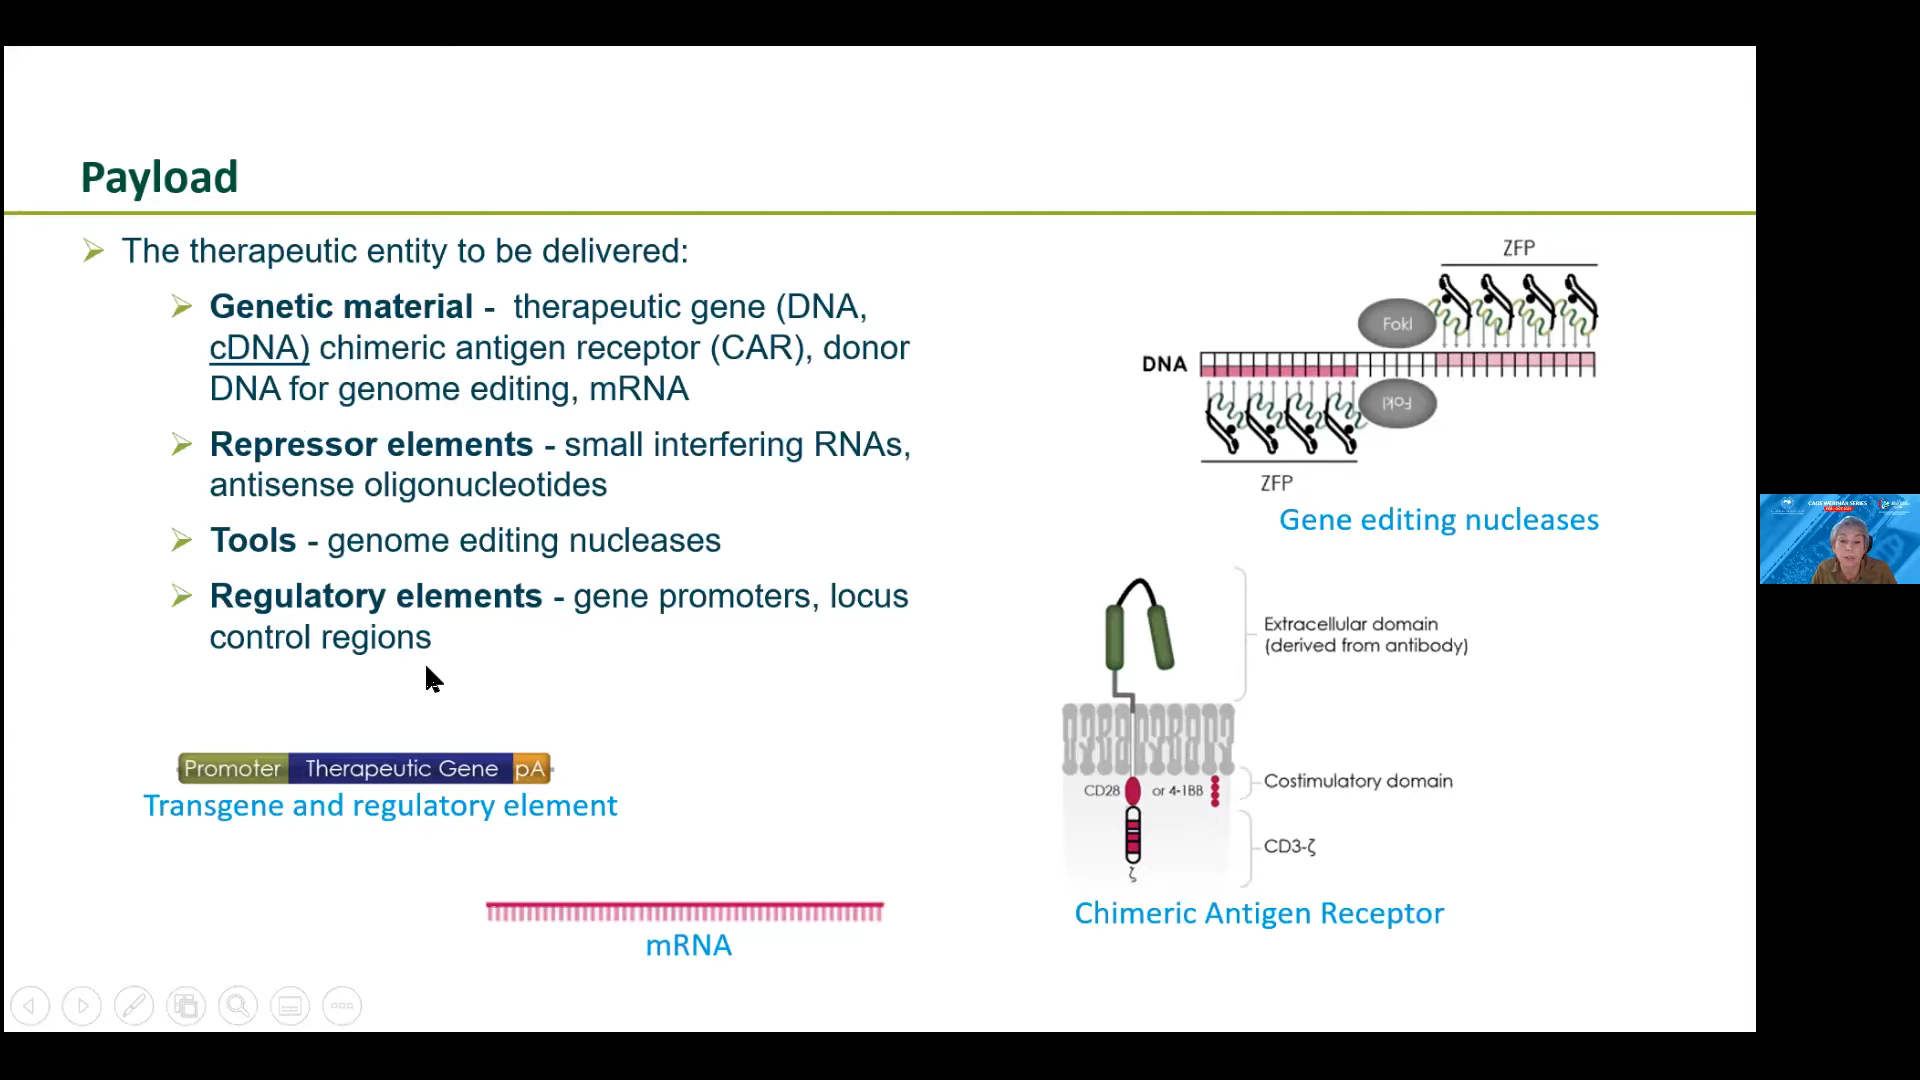 Payload
The therapeutic entity to be delivered:
Genetic material - therapeutic gene (DNA,
cDNA) chimeric antigen receptor (CAR), donor
DNA for genome editing, mRNA
Repressor elements - small interfering RNAs,
antisense oligonucleotides
Tools - genome editing nucleases
Regulatory elements - gene promoters, locus
control regions
Promoter Therapeutic Gene pA
Transgene and regulatory element
mRNA
ZFP
FokI
DNA
FokI
ZFP
Gene editing nucleases
Extracellular domain
(derived from antibody)
CD28 or 4-1BB
Costimulatory domain
CD3-ζ
ζ
Chimeric Antigen Receptor
CAGS WEBINAR SERIES